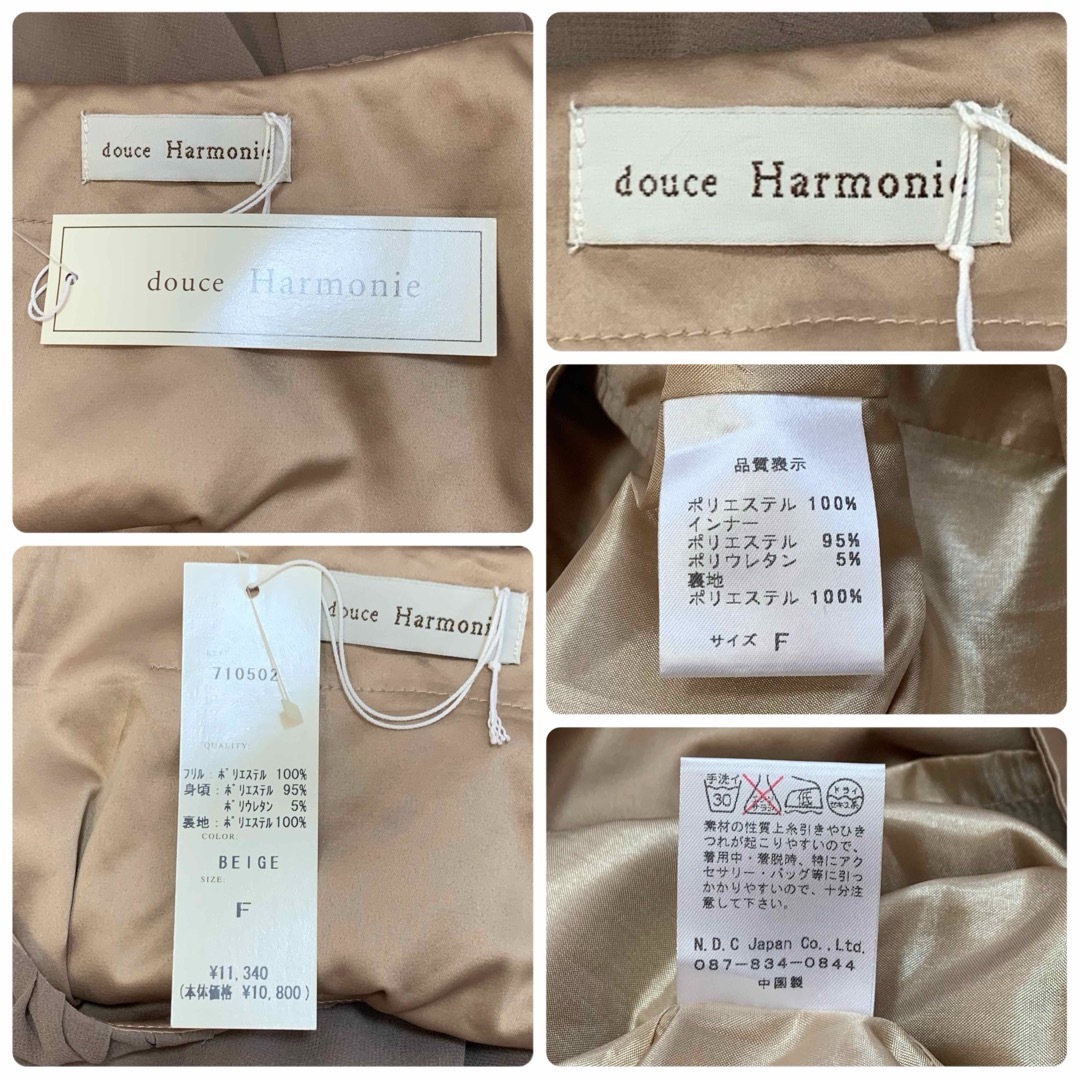 douce Harmonie
douce Harmonie
douce Harmonie
品質表示
ポリエステル 100%
インナー
ポリエステル 95%
ポリウレタン 5%
裏地
ポリエステル 100%
サイズ F
douce Harmoni
710502
QUALITY:
フリル:ポリエステル 100%
身頃:ポリエステル 95%
ポリウレタン 5%
裏地:ポリエステル100%
COLOR:
BEIGE
SIZE:
F
¥11,340
(本体価格 ¥10,800)
手洗イ
30
低
ドライ
セキユ系
素材の性質上糸引きやひき
つれが起こりやすいので、
着用中・着脱時、特にアク
セサリー・バッグ等に引っ
かかりやすいので、十分注
意して下さい。
N.D.C Japan Co.,Ltd.
087-834-0844
中国製